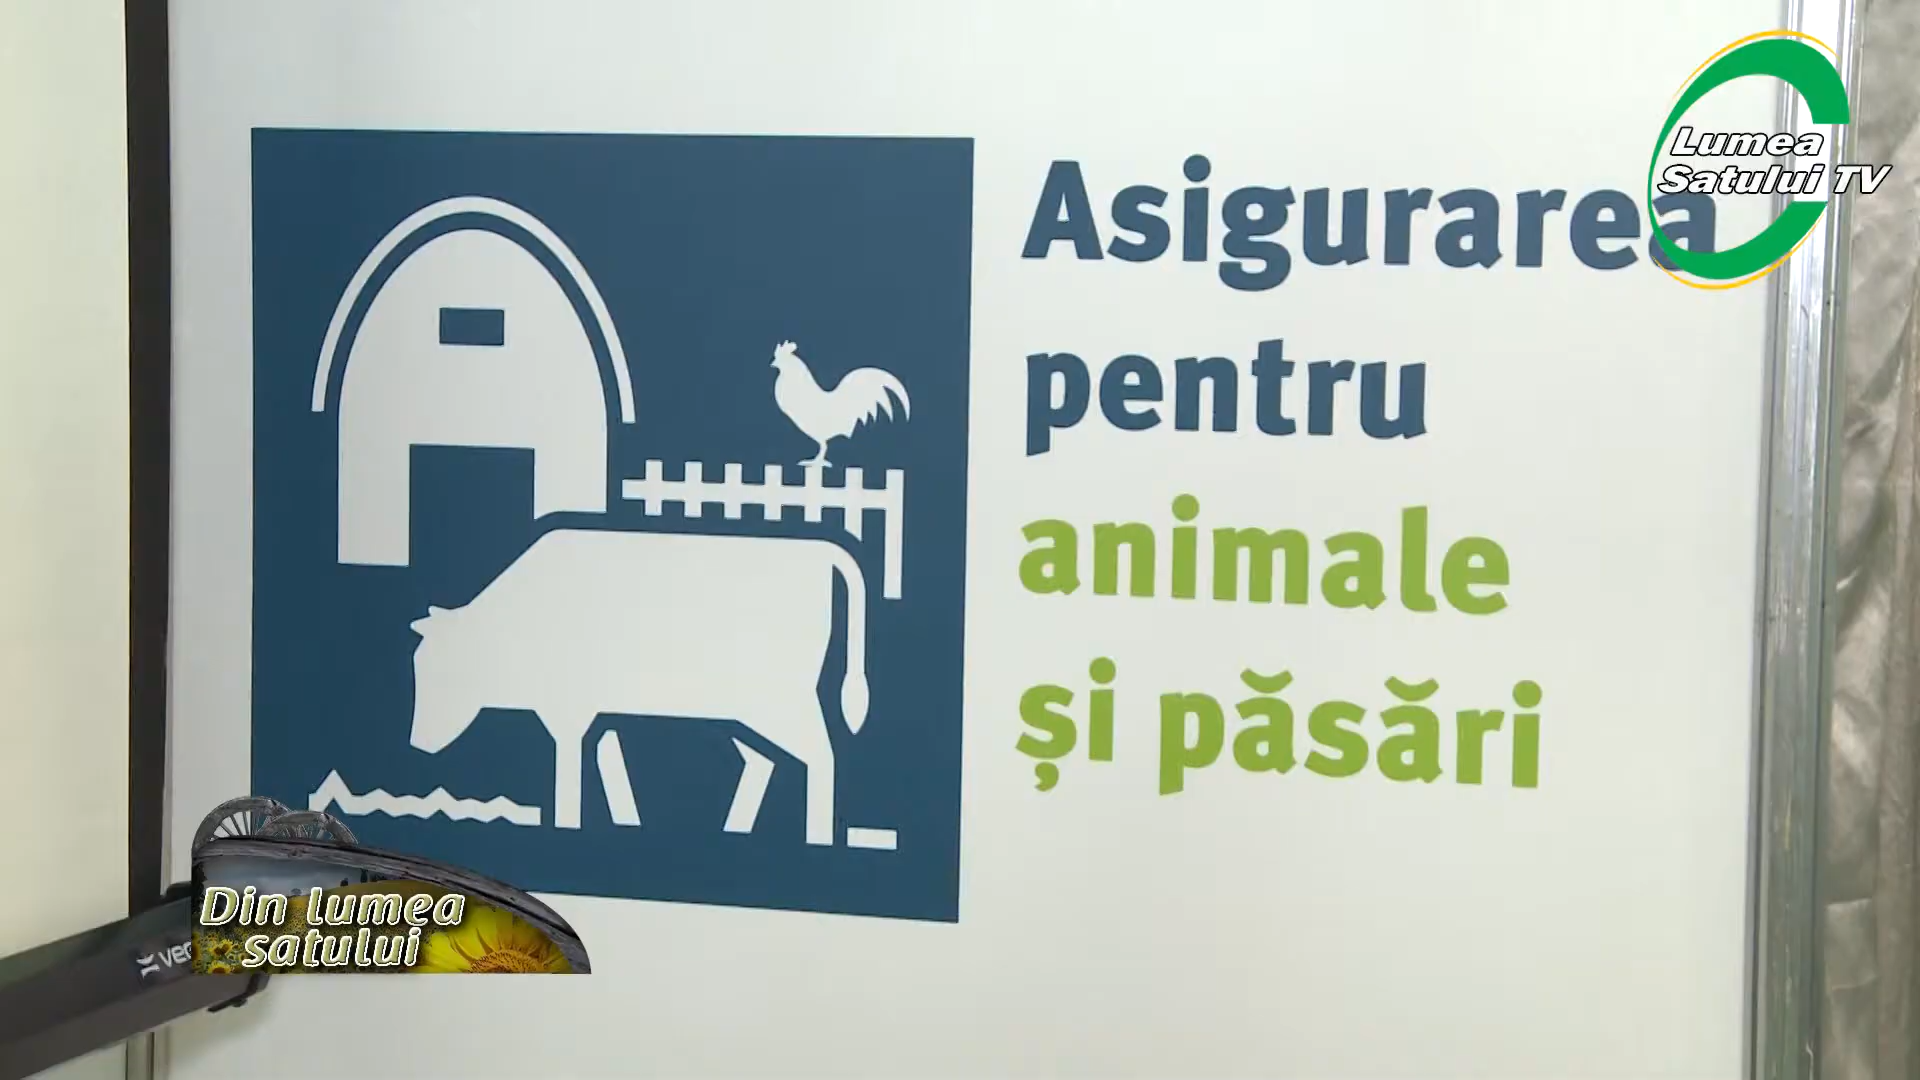 Lumea
Satului TV
Asigurarea
pentru
animale
și păsări
Din lumea
satului